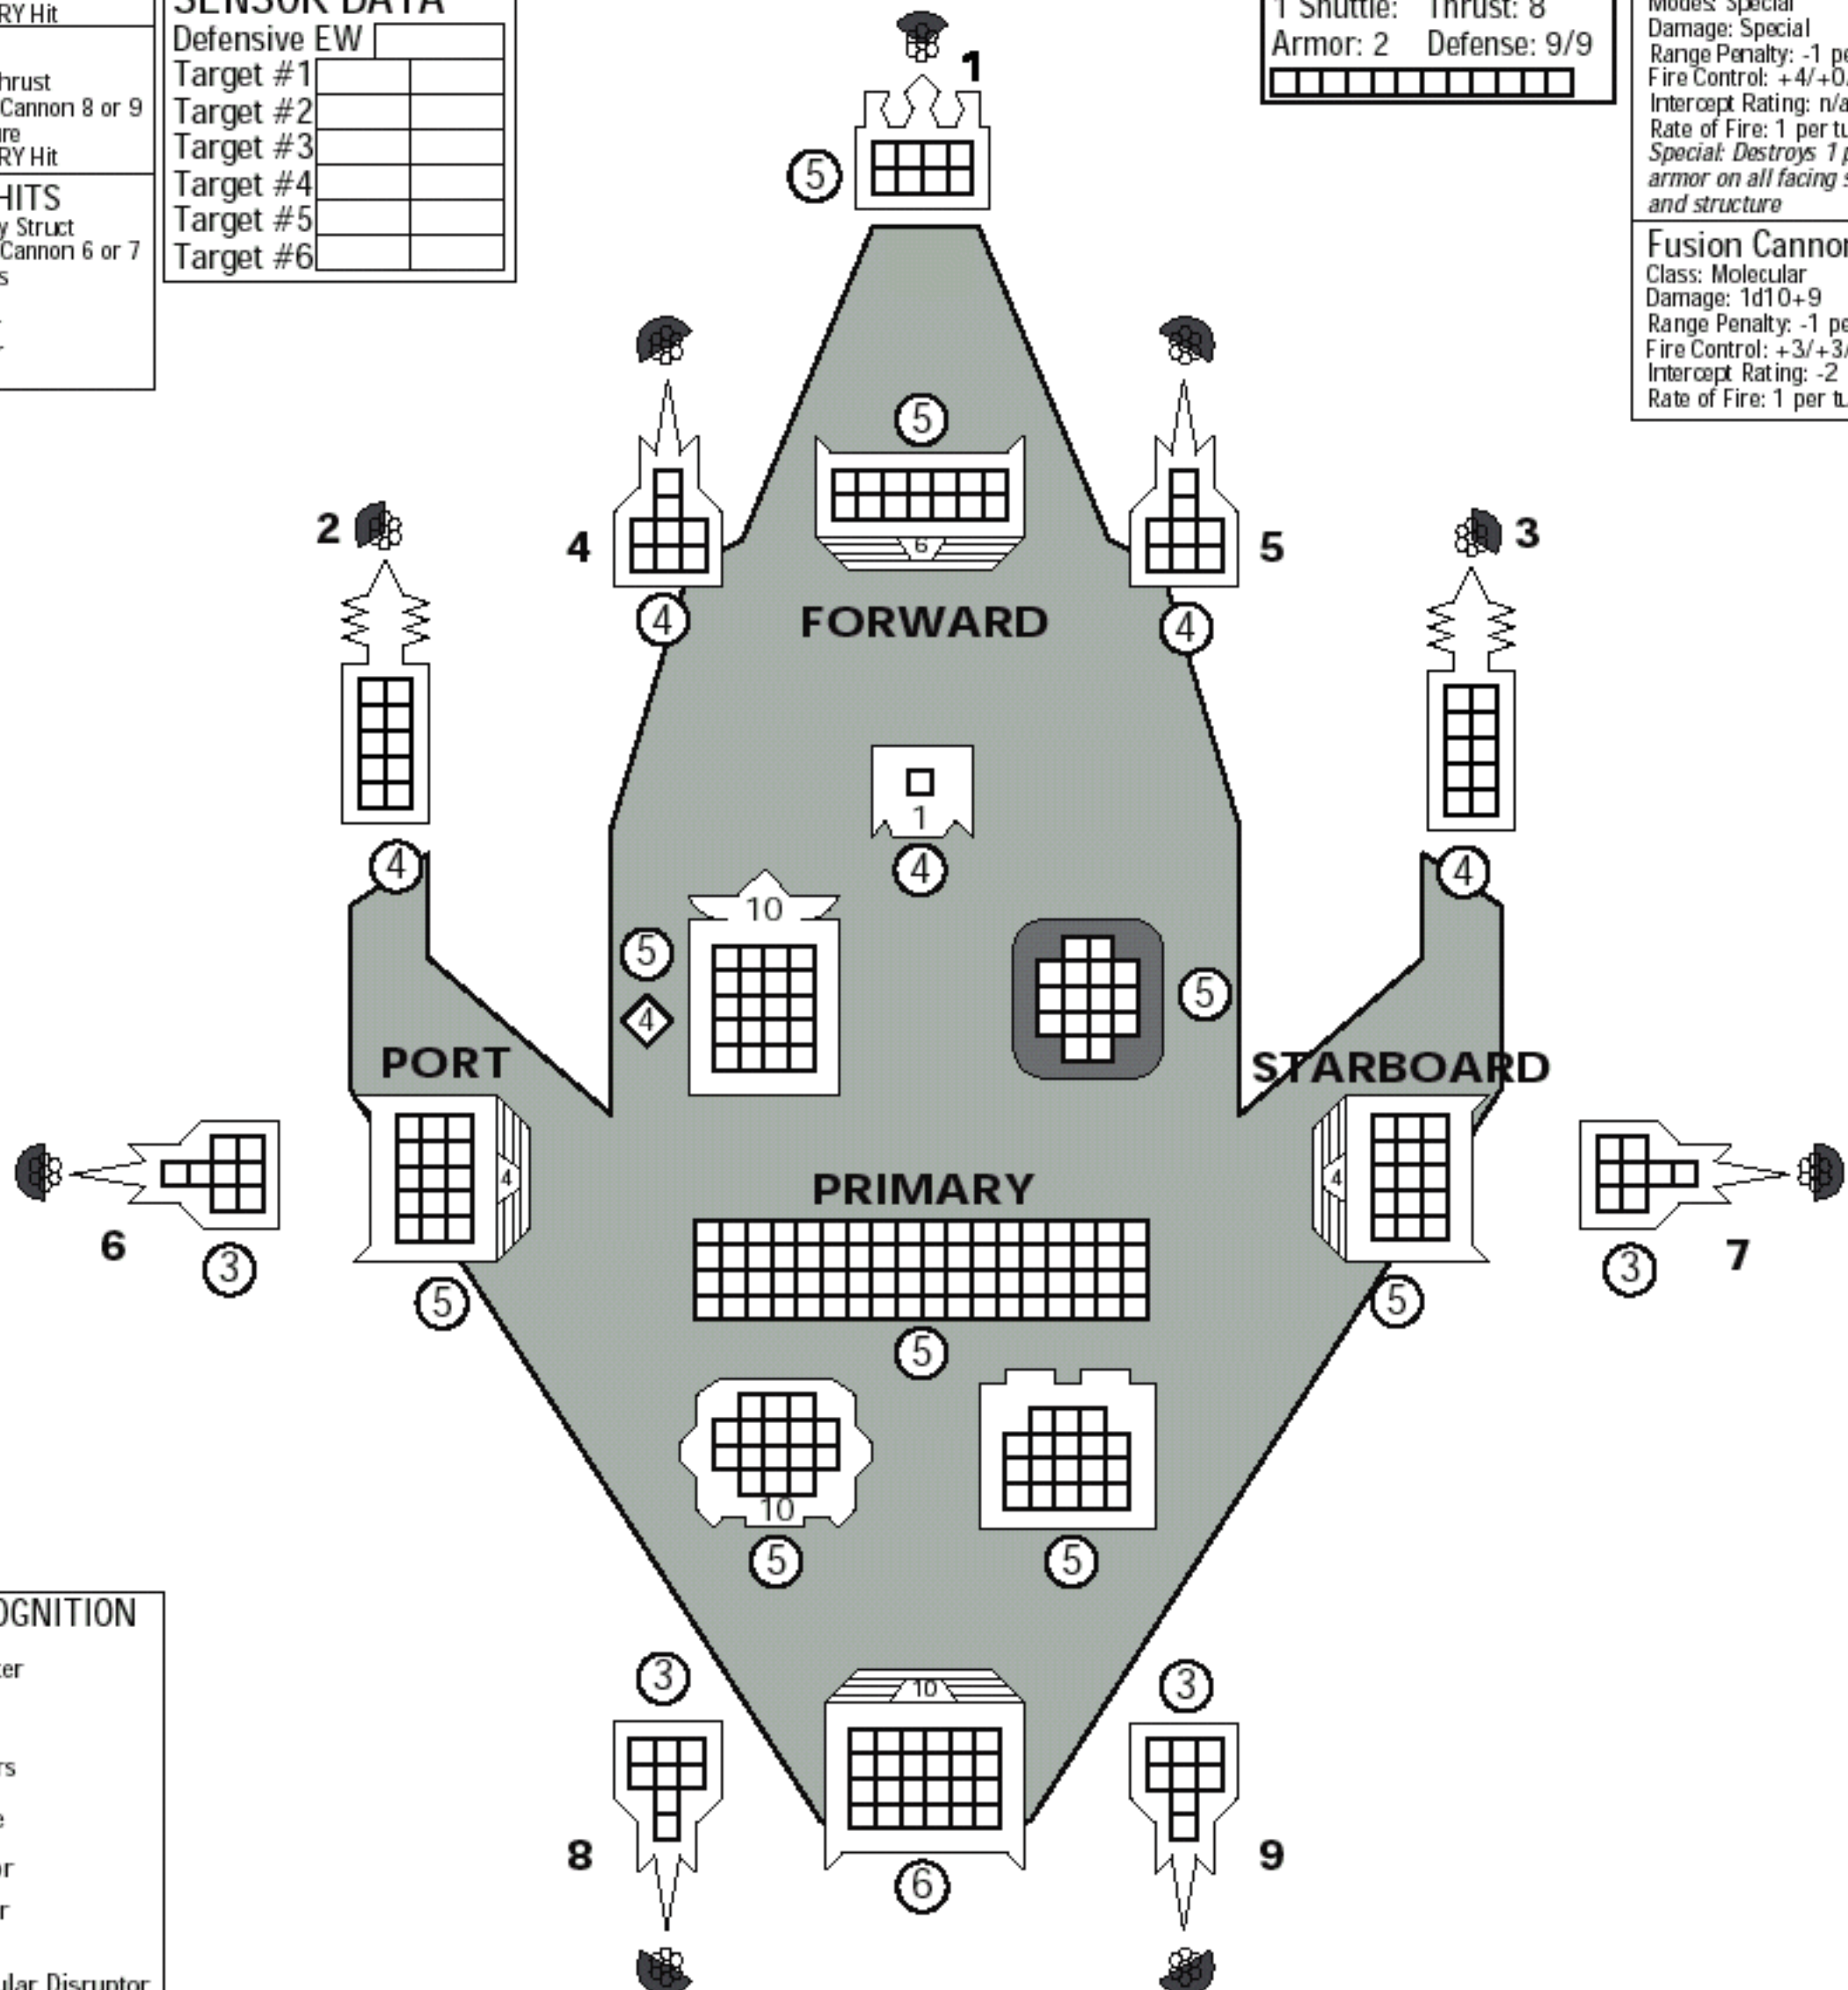 RY Hit
hrust
Cannon 8 or 9
re
RY Hit
HITS
y Struct
Cannon 6 or 7
s
r
SENSOR DATA
Defensive EW
Target #1
Target #2
Target #3
Target #4
Target #5
Target #6
1 Shuttle: Thrust: 8
Armor: 2 Defense: 9/9
Modes: Special
Damage: Special
Range Penalty: -1 pe
Fire Control: +4/+0/
Intercept Rating: n/a
Rate of Fire: 1 per tu
Special: Destroys 1 p
armor on all facing s
and structure
Fusion Cannon
Class: Molecular
Damage: 1d10+9
Range Penalty: -1 pe
Fire Control: +3/+3/
Intercept Rating: -2
Rate of Fire: 1 per tu
1
5
5
2
3
4
6
5
4
FORWARD
4
1
4
4
4
10
5
5
4
PORT
STARBOARD
4
4
PRIMARY
6
3
3
7
5
5
5
10
5
5
OGNITION
ter
rs
e
or
r
ular Disruptor
3
3
10
8
9
6